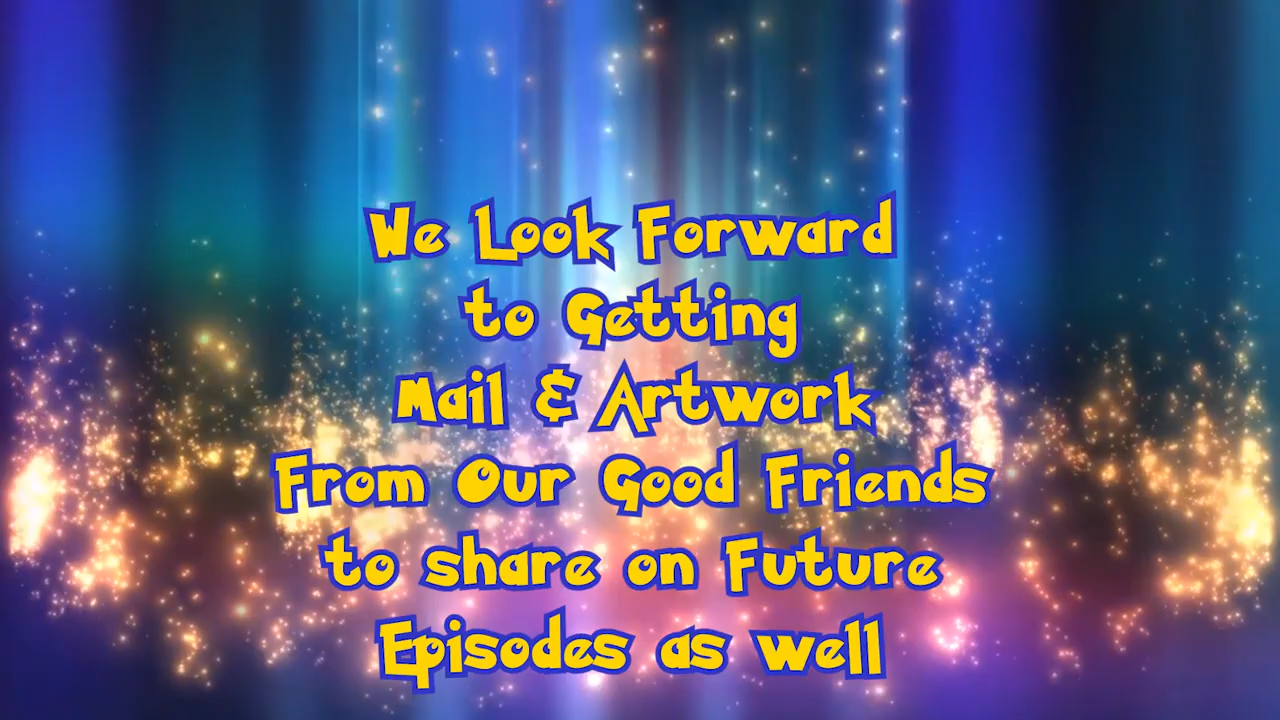 We Look Forward
to Getting
Mail & Artwork
From Our Good Friends
to share on Future
Episodes as well